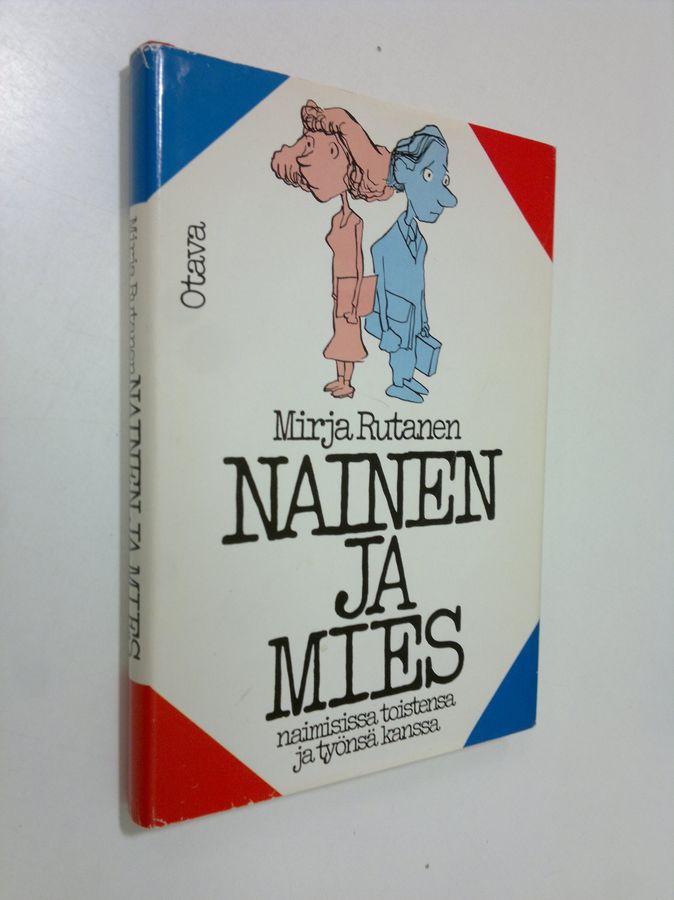 Otava
Mirja Rutanen
NAINEN
JA
MIES
naimisissa toistensa
ja työnsä kanssa
Mirja Rutanen NAINEN JA MIES